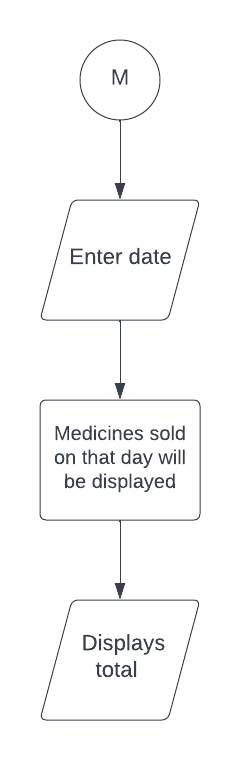 M
Enter date
Medicines sold
on that day will
be displayed
Displays
total